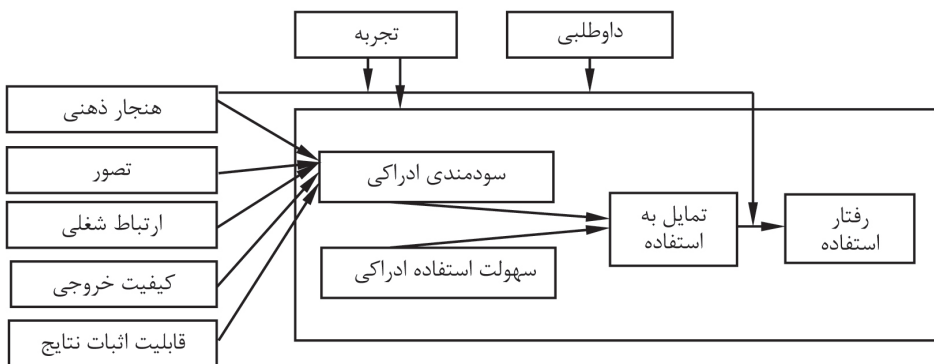 تجربه
داوطلبی
هنجار ذهنی
تصور
ارتباط شغلی
کیفیت خروجی
قابلیت اثبات نتایج
سودمندی ادراکی
سهولت استفاده ادراکی
تمایل به
استفاده
رفتار
استفاده